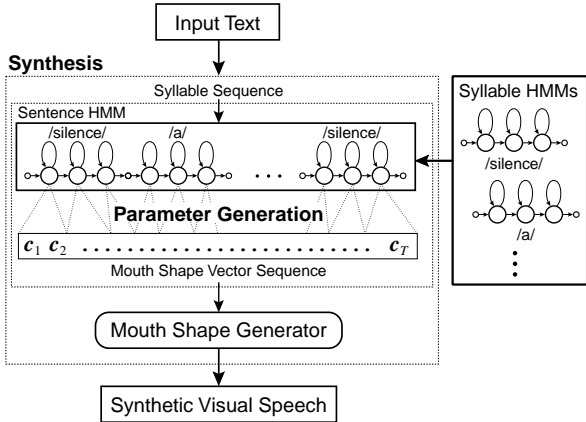 Input Text
Synthesis
Syllable Sequence
Sentence HMM
/silence/ /a/ /silence/
. . .
Parameter Generation
c1 c2 . . . . . . . . . . . . . . . . . . . . . . . . . . . . . . cT
Mouth Shape Vector Sequence
Mouth Shape Generator
Synthetic Visual Speech
Syllable HMMs
/silence/
/a/